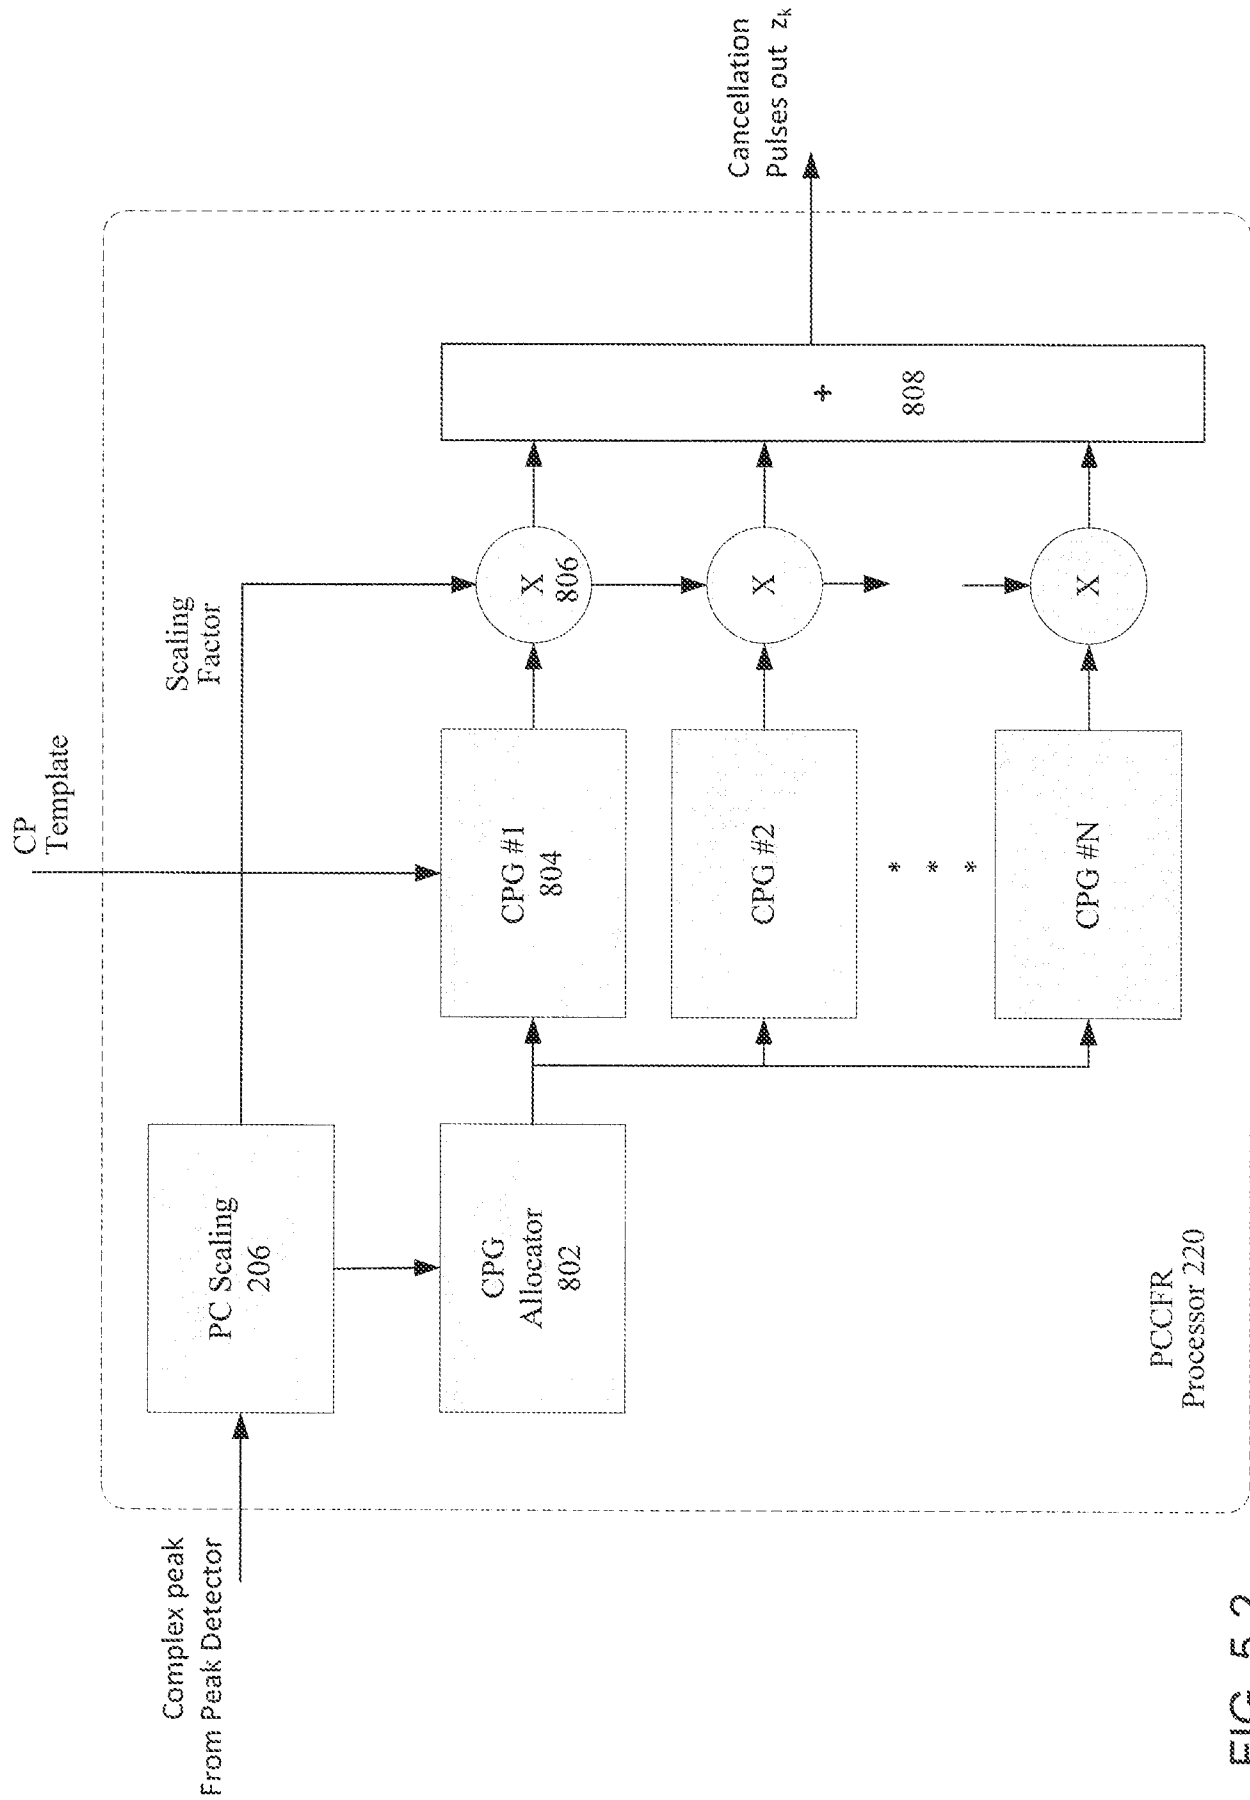 CP
Template
Complex peak
From Peak Detector
PC Scaling
206
Scaling
Factor
CPG
Allocator
802
CPG #1
804
X
806
CPG #2
X
* * *
CPG #N
X
+
808
Cancellation
Pulses out zₖ
PCCFR
Processor 220
FIG. 5.2